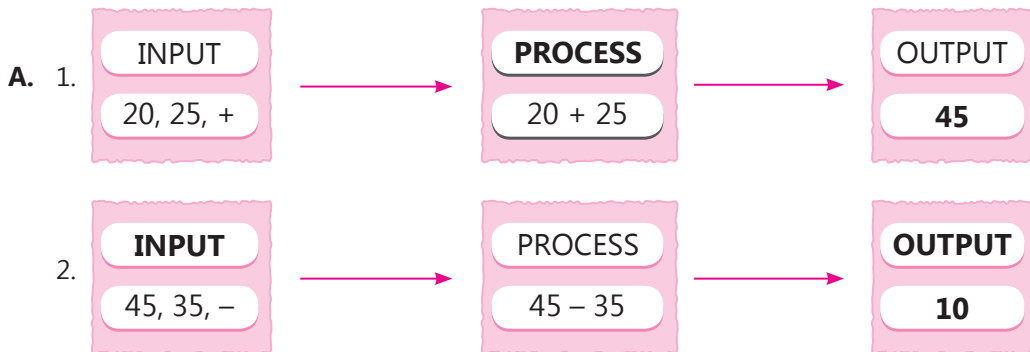 INPUT PROCESS OUTPUT
A. 1.
20, 25, + 20 + 25 45
INPUT PROCESS OUTPUT
2.
45, 35, – 45 – 35 10